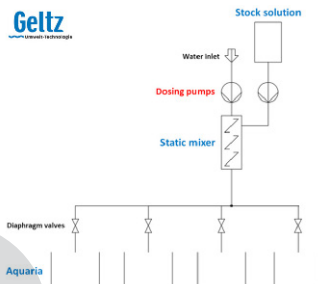 Geltz
Umwelt-Technologie
Stock solution
Water inlet
Dosing pumps
Static mixer
Diaphragm valves
Aquaria